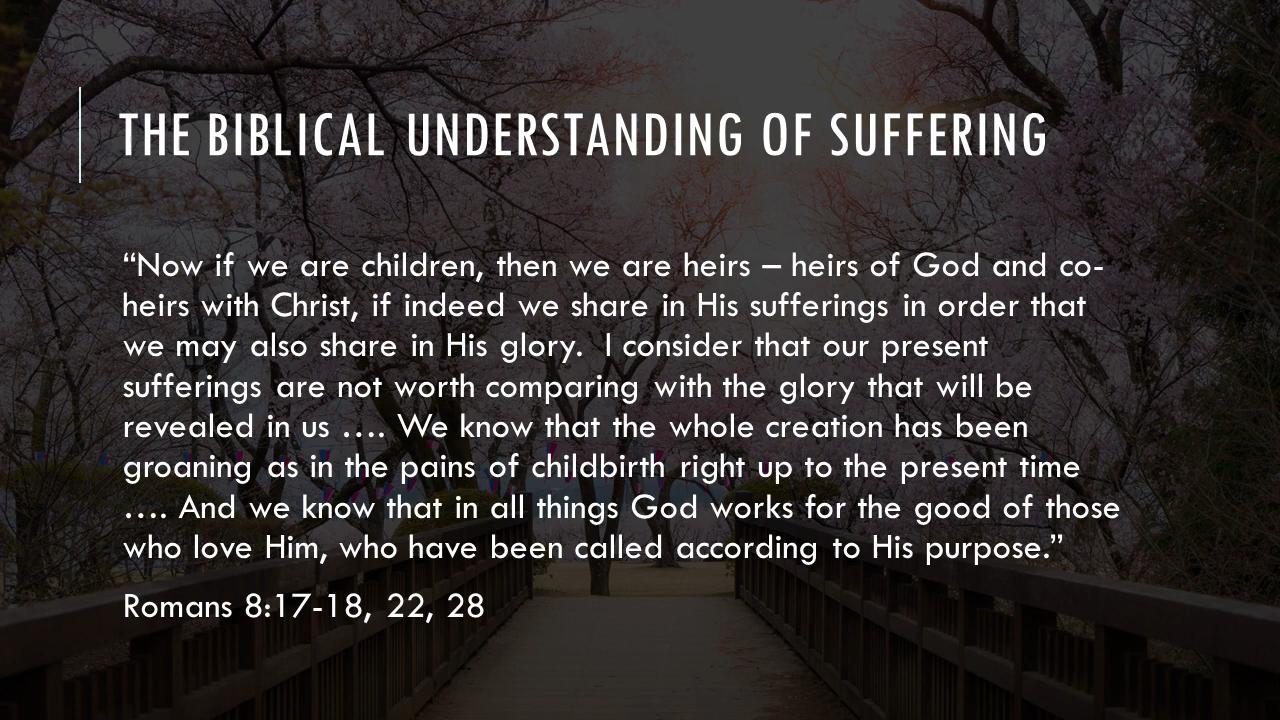 THE BIBLICAL UNDERSTANDING OF SUFFERING
“Now if we are children, then we are heirs – heirs of God and co-
heirs with Christ, if indeed we share in His sufferings in order that
we may also share in His glory.  I consider that our present
sufferings are not worth comparing with the glory that will be
revealed in us …. We know that the whole creation has been
groaning as in the pains of childbirth right up to the present time
…. And we know that in all things God works for the good of those
who love Him, who have been called according to His purpose.”
Romans 8:17-18, 22, 28